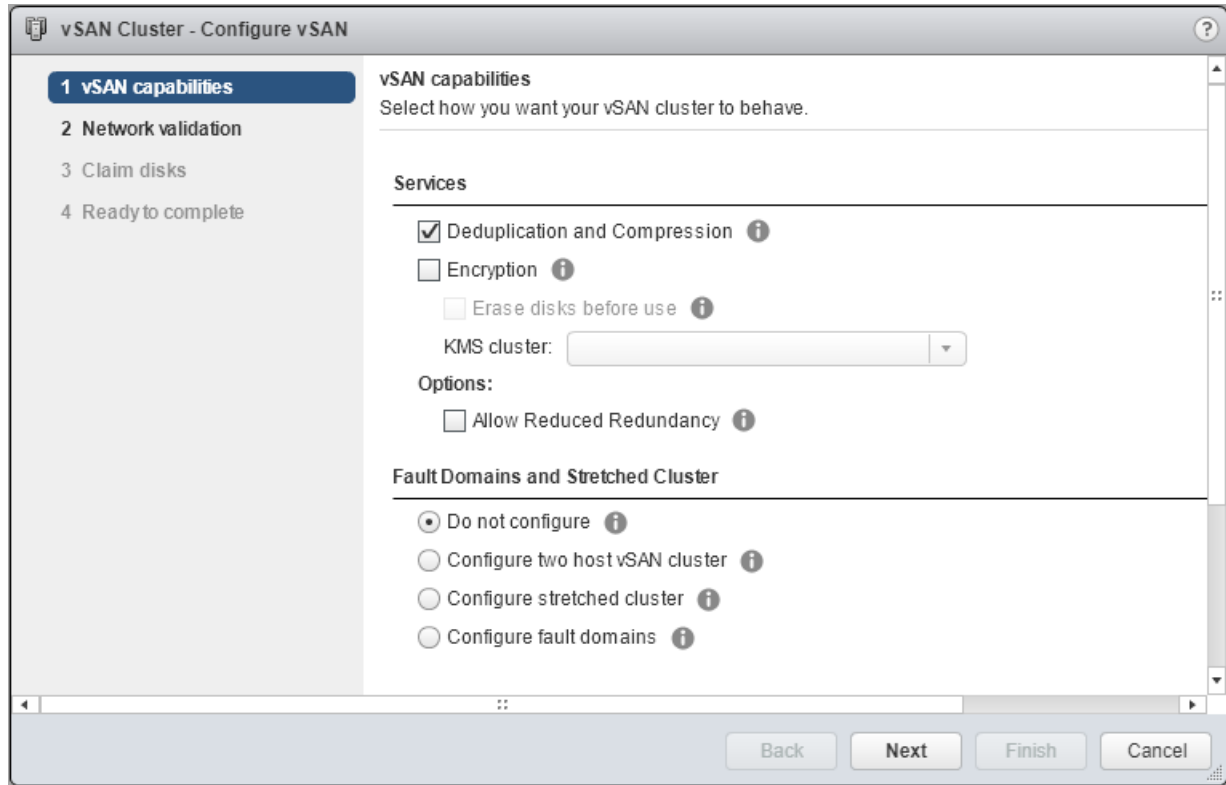 vSAN Cluster - Configure vSAN
?
1 vSAN capabilities
2 Network validation
3 Claim disks
4 Ready to complete
vSAN capabilities
Select how you want your vSAN cluster to behave.
Services
Deduplication and Compression
Encryption
Erase disks before use
KMS cluster:
Options:
Allow Reduced Redundancy
Fault Domains and Stretched Cluster
Do not configure
Configure two host vSAN cluster
Configure stretched cluster
Configure fault domains
Back Next Finish Cancel